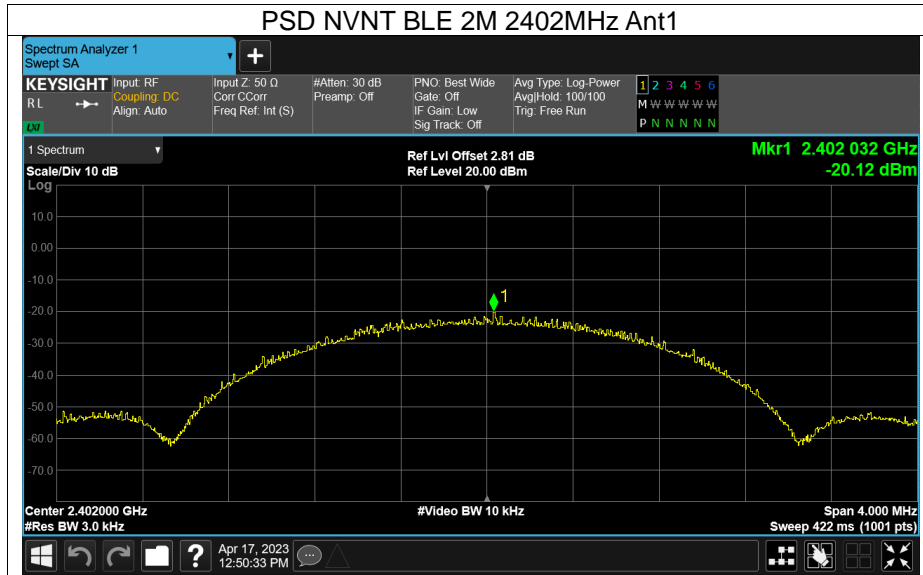 PSD NVNT BLE 2M 2402MHz Ant1
Spectrum Analyzer 1
Swept SA
+
KEYSIGHT
R L
LXI
Input: RF
Coupling: DC
Align: Auto
Input Z: 50 Ω
Corr CCorr
Freq Ref: Int (S)
#Atten: 30 dB
Preamp: Off
PNO: Best Wide
Gate: Off
IF Gain: Low
Sig Track: Off
Avg Type: Log-Power
Avg|Hold: 100/100
Trig: Free Run
1 2 3 4 5 6
M W W W W W
P N N N N N
1 Spectrum
Scale/Div 10 dB
Ref Lvl Offset 2.81 dB
Ref Level 20.00 dBm
Mkr1 2.402 032 GHz
-20.12 dBm
Log
10.0
0.00
-10.0
-20.0
-30.0
-40.0
-50.0
-60.0
-70.0
1
Center 2.402000 GHz
#Res BW 3.0 kHz
#Video BW 10 kHz
Span 4.000 MHz
Sweep 422 ms (1001 pts)
?
Apr 17, 2023
12:50:33 PM